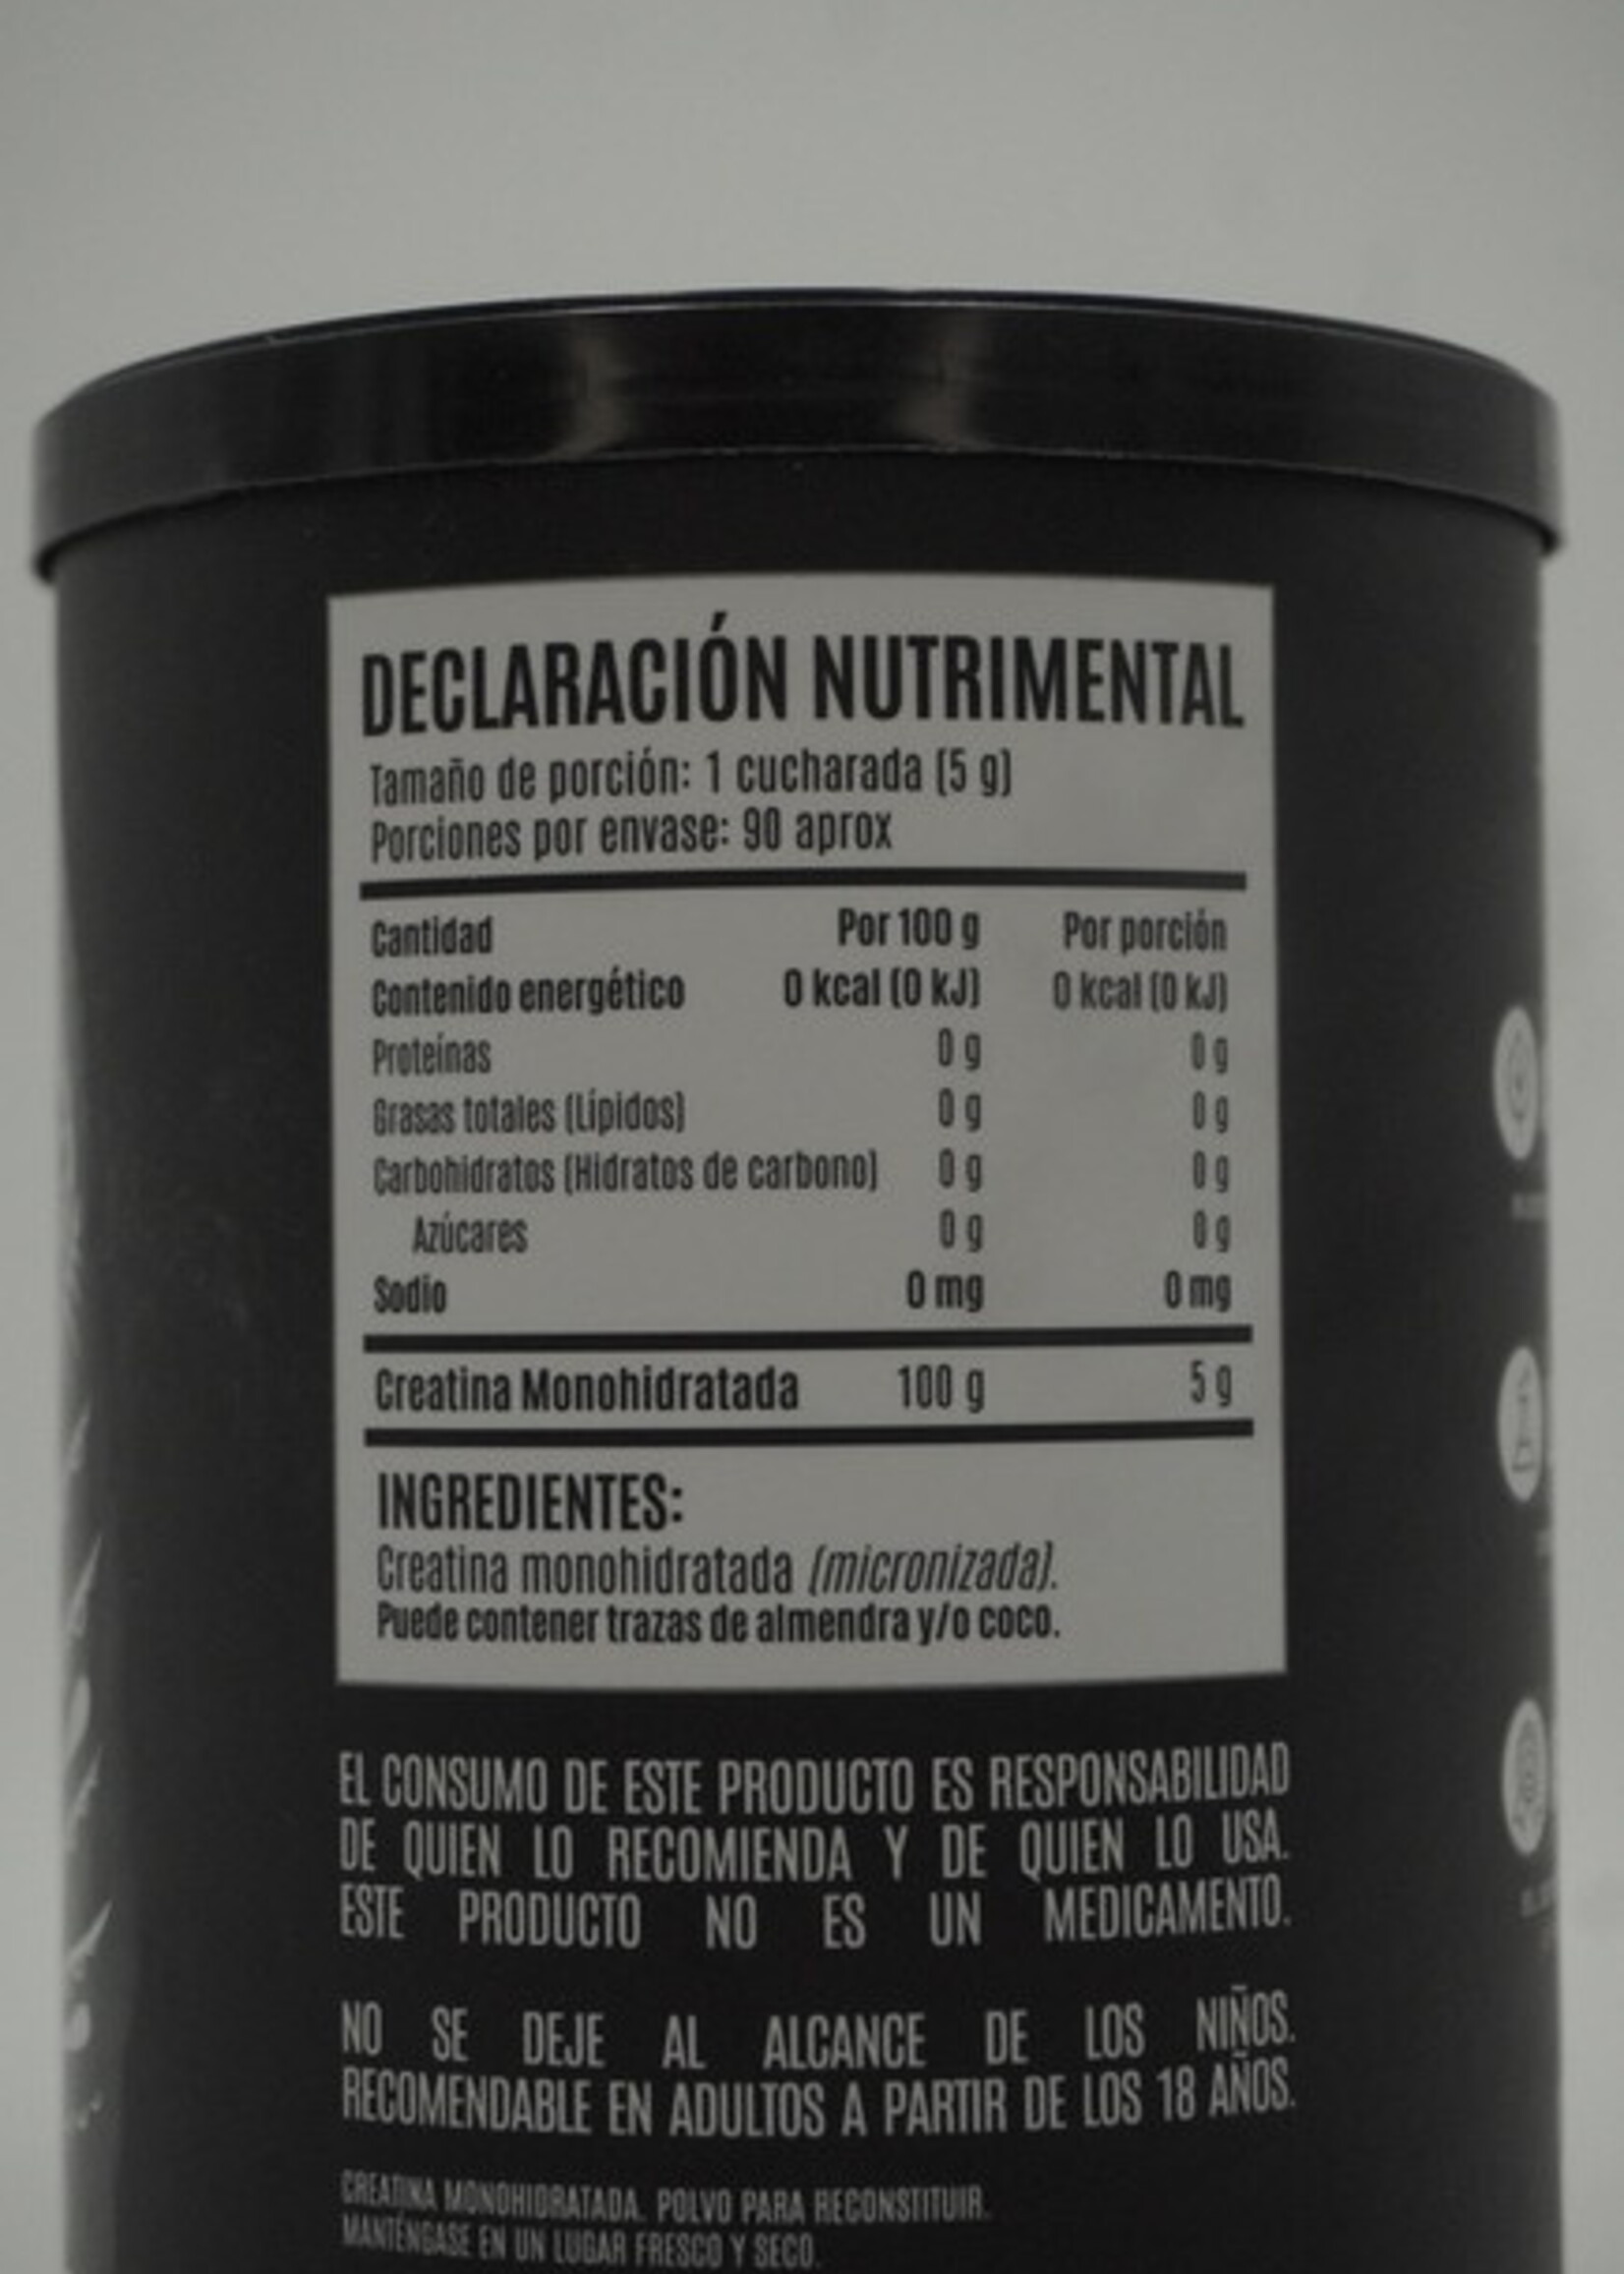 DECLARACIÓN NUTRIMENTAL
Tamaño de porción: 1 cucharada (5 g)
Porciones por envase: 90 aprox
Cantidad Por 100 g Por porción
Contenido energético 0 kcal (0 kJ) 0 kcal (0 kJ)
Proteínas 0 g 0 g
Grasas totales (Lípidos) 0 g 0 g
Carbohidratos (Hidratos de carbono) 0 g 0 g
Azúcares 0 g 0 g
Sodio 0 mg 0 mg
Creatina Monohidratada 100 g 5 g
INGREDIENTES:
Creatina monohidratada (micronizada).
Puede contener trazas de almendra y/o coco.
EL CONSUMO DE ESTE PRODUCTO ES RESPONSABILIDAD
DE QUIEN LO RECOMIENDA Y DE QUIEN LO USA.
ESTE PRODUCTO NO ES UN MEDICAMENTO.
NO SE DEJE AL ALCANCE DE LOS NIÑOS.
RECOMENDABLE EN ADULTOS A PARTIR DE LOS 18 AÑOS.
CREATINA MONOHIDRATADA. POLVO PARA RECONSTITUIR.
MANTÉNGASE EN UN LUGAR FRESCO Y SECO.